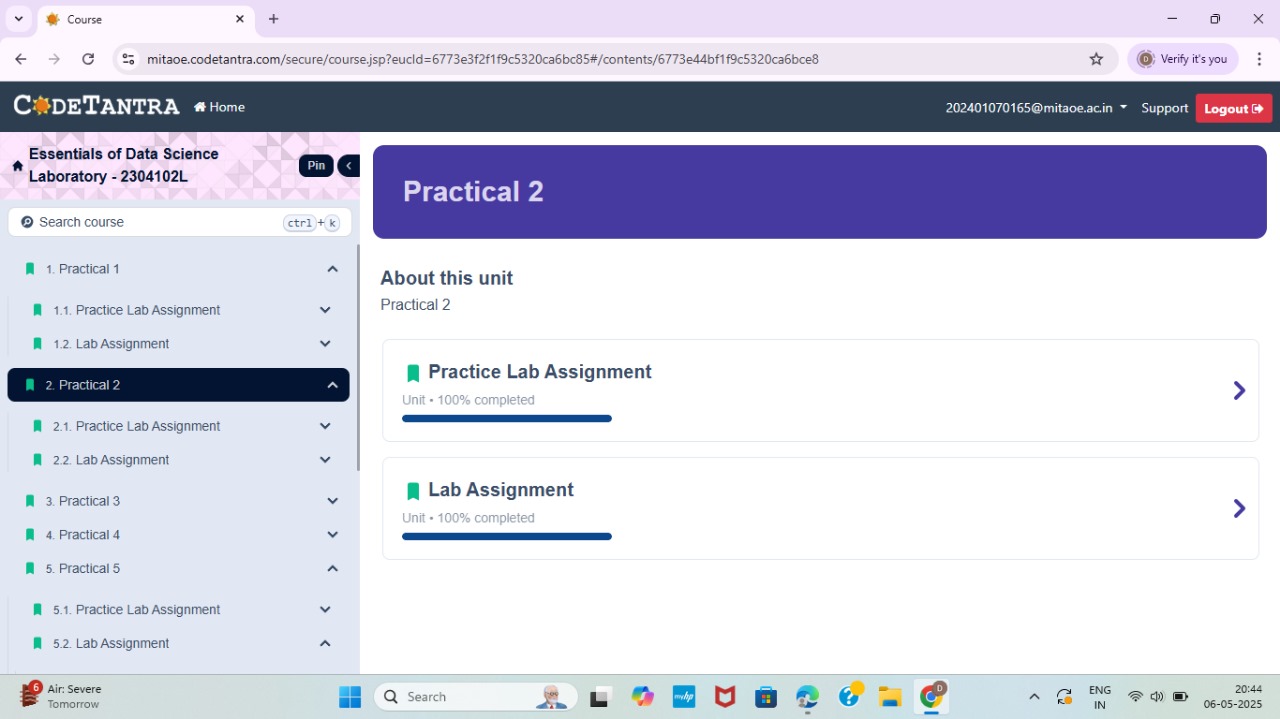 Course
mitaoe.codetantra.com/secure/course.jsp?eucId=6773e3f2f1f9c5320ca6bc85#/contents/6773e44bf1f9c5320ca6bce8
D
Verify it's you
CODETANTRA
Home
202401070165@mitaoe.ac.in
Support
Logout
Essentials of Data Science
Laboratory - 2304102L
Pin
Search course
ctrl + k
1. Practical 1
1.1. Practice Lab Assignment
1.2. Lab Assignment
2. Practical 2
2.1. Practice Lab Assignment
2.2. Lab Assignment
3. Practical 3
4. Practical 4
5. Practical 5
5.1. Practice Lab Assignment
5.2. Lab Assignment
Practical 2
About this unit
Practical 2
Practice Lab Assignment
Unit • 100% completed
Lab Assignment
Unit • 100% completed
6
Air: Severe
Tomorrow
Search
myhp
D
ENG
IN
20:44
06-05-2025